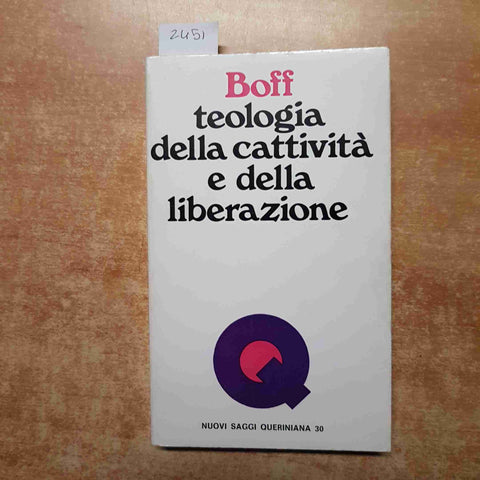 2451
Boff
teologia
della cattività
e della
liberazione
Q
NUOVI SAGGI QUERINIANA 30